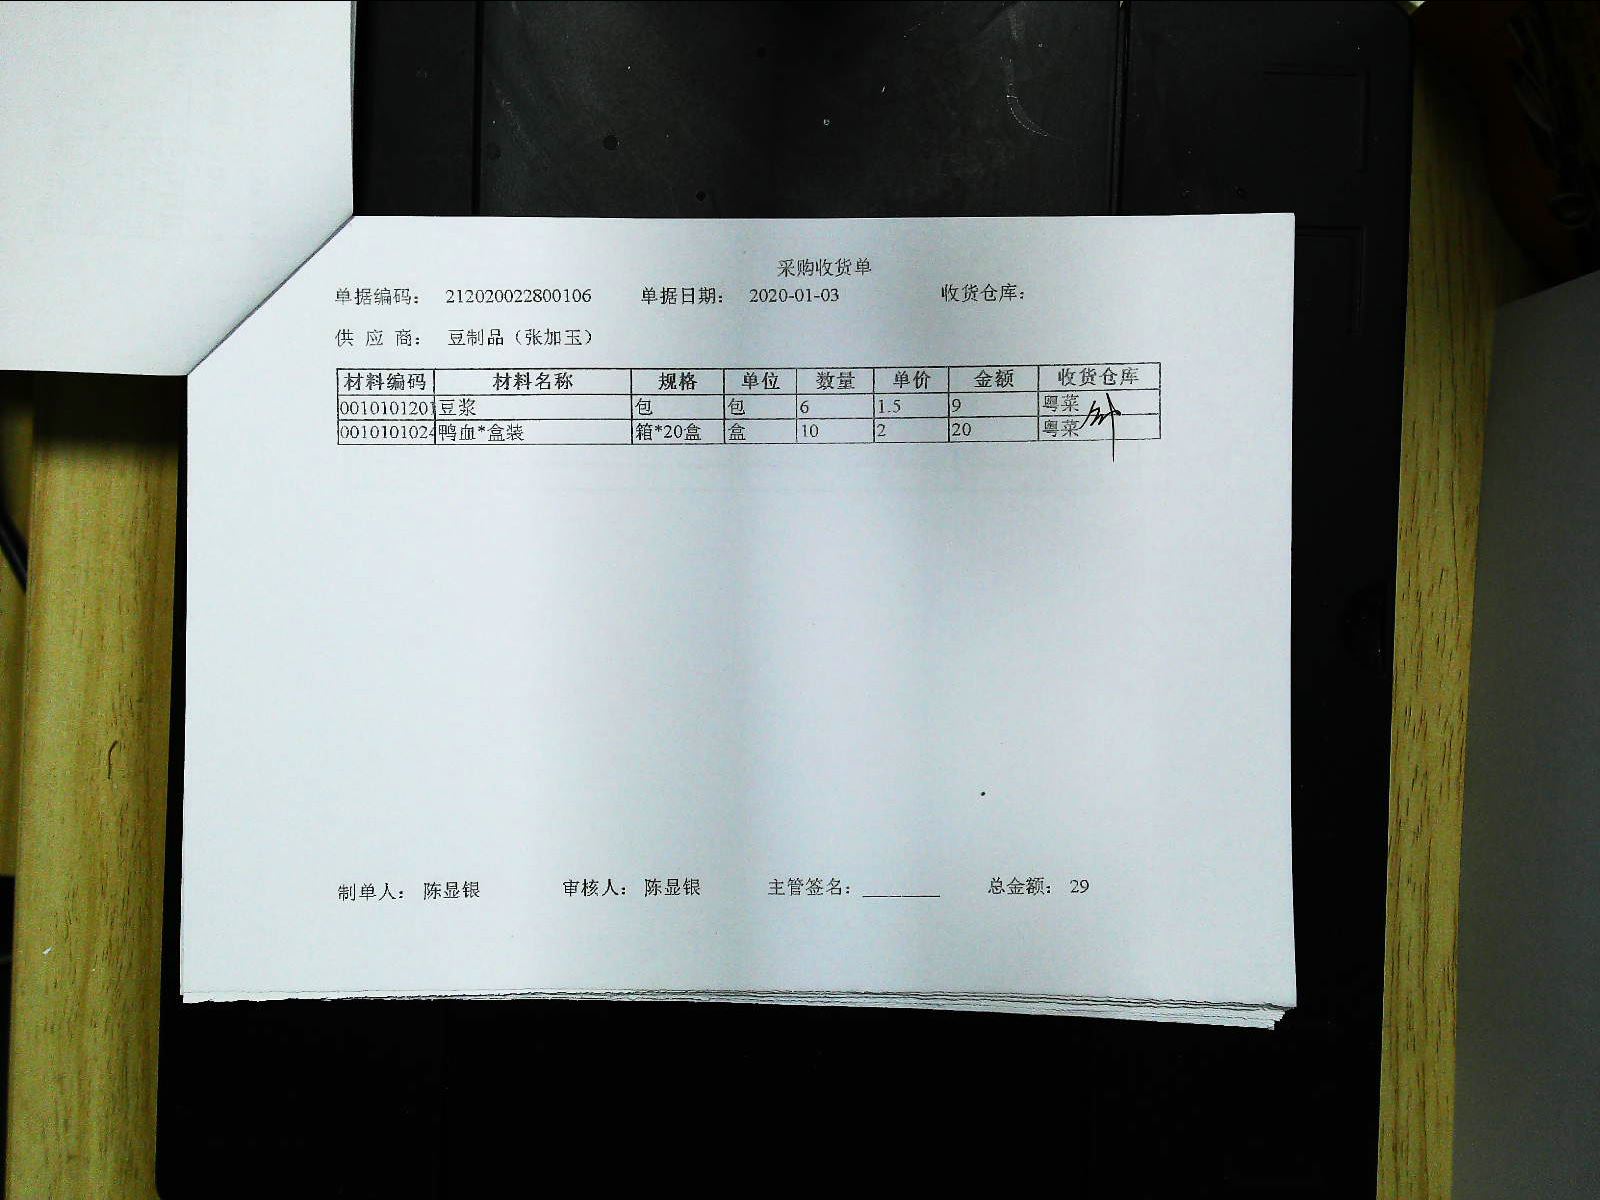 采购收货单
单据编码： 212020022800106 单据日期： 2020-01-03 收货仓库：
供 应 商： 豆制品（张加玉）
材料编码 材料名称 规格 单位 数量 单价 金额 收货仓库
0010101201 豆浆 包 包 6 1.5 9 粤菜
0010101024 鸭血*盒装 箱*20盒 盒 10 2 20 粤菜
制单人： 陈显银 审核人： 陈显银 主管签名： 总金额： 29